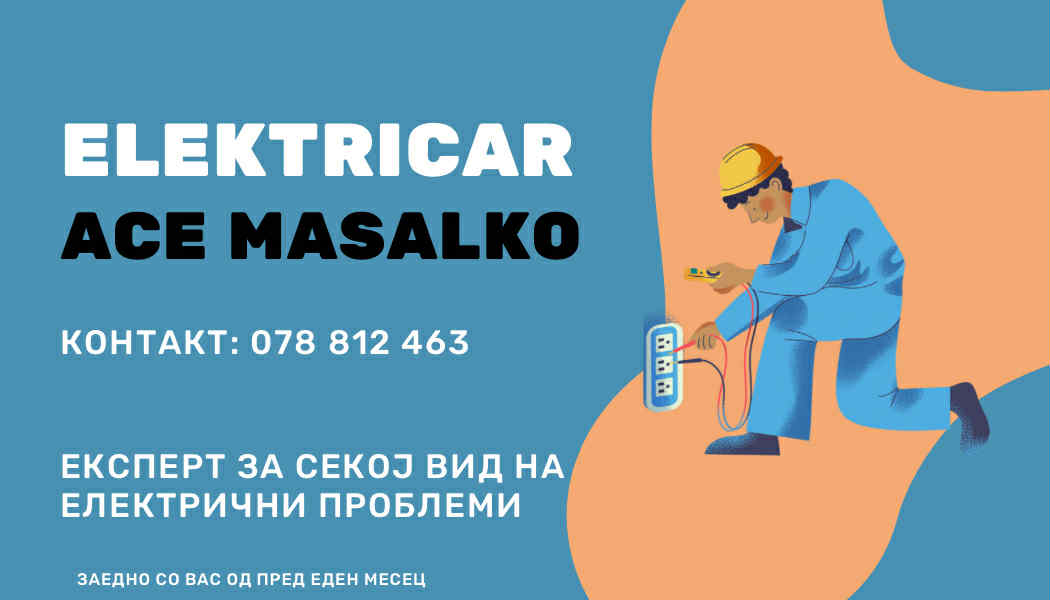 ELEKTRICAR
ACE MASALKO
КОНТАКТ: 078 812 463
ЕКСПЕРТ ЗА СЕКОЈ ВИД НА
ЕЛЕКТРИЧНИ ПРОБЛЕМИ
ЗАЕДНО СО ВАС ОД ПРЕД ЕДЕН МЕСЕЦ